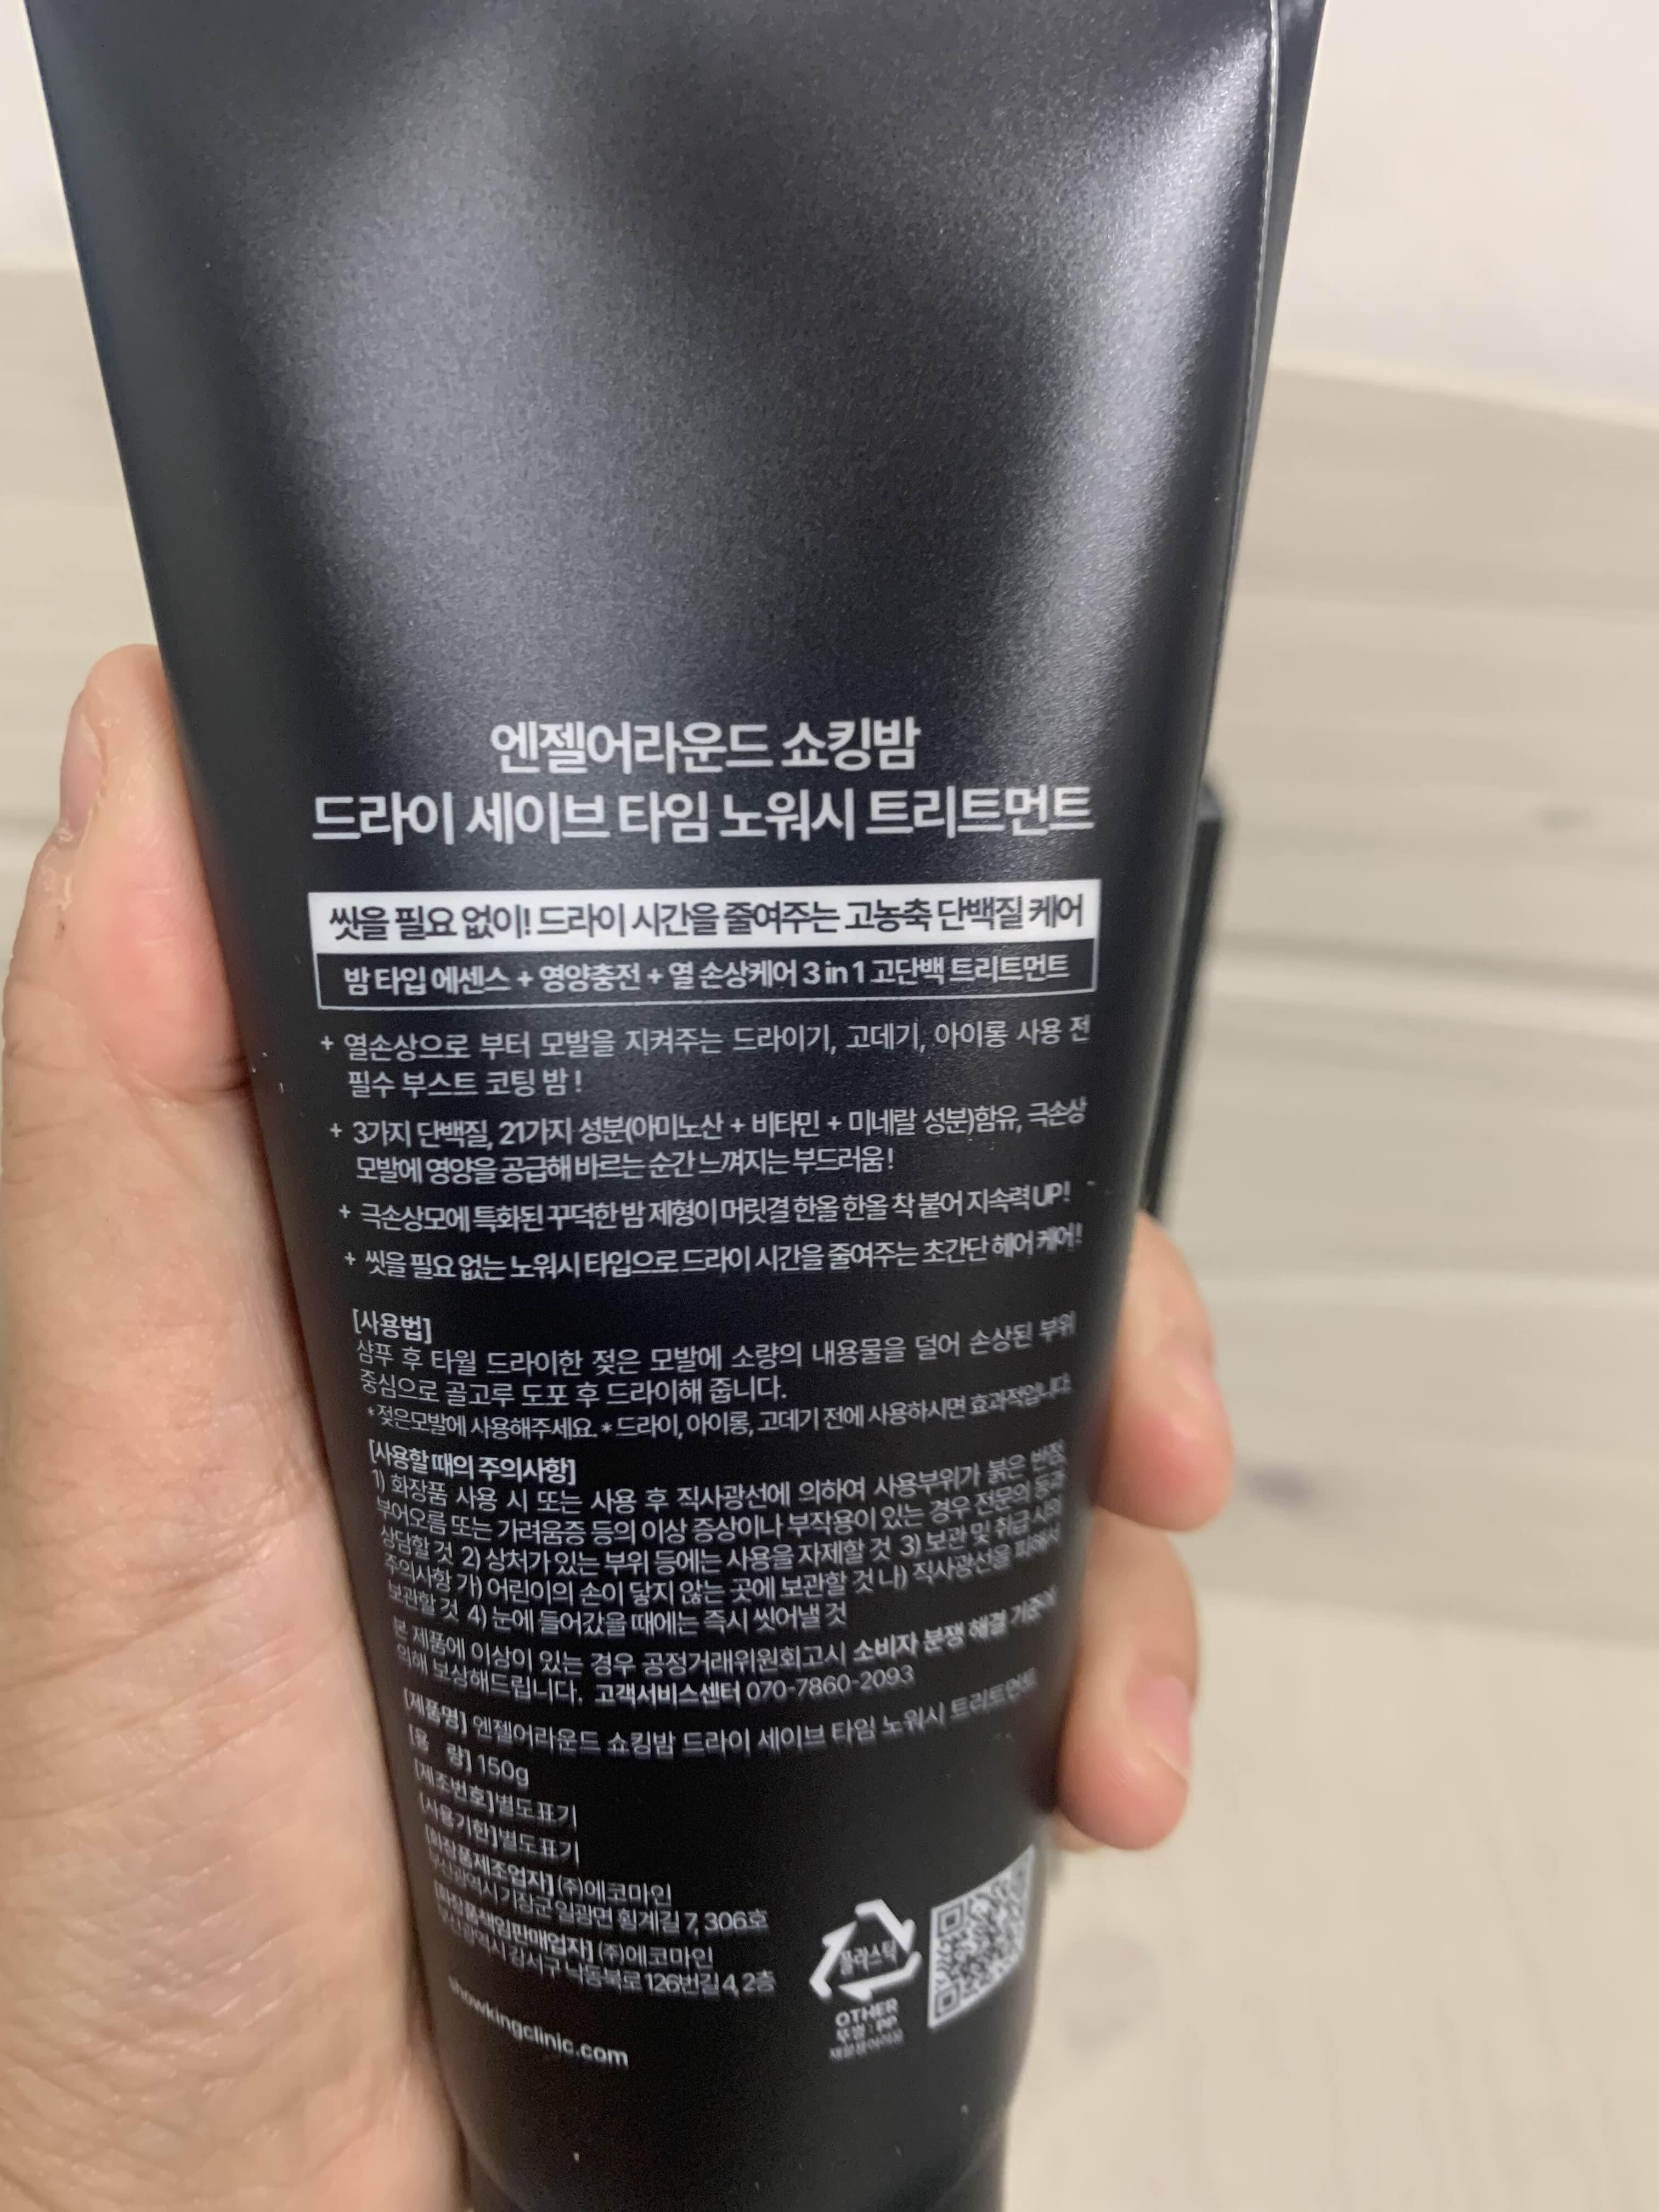 엔젤어라운드 쇼킹밤
드라이 세이브 타임 노워시 트리트먼트
씻을 필요 없이! 드라이 시간을 줄여주는 고농축 단백질 케어
밤 타입 에센스 + 영양충전 + 열 손상케어 3 in 1 고단백 트리트먼트
+ 열손상으로 부터 모발을 지켜주는 드라이기, 고데기, 아이롱 사용 전
필수 부스트 코팅 밤 !
+ 3가지 단백질, 21가지 성분(아미노산 + 비타민 + 미네랄 성분)함유, 극손상
모발에 영양을 공급해 바르는 순간 느껴지는 부드러움!
+ 극손상모에 특화된 꾸덕한 밤 제형이 머릿결 한올 한올 착 붙어 지속력 UP!
+ 씻을 필요 없는 노워시 타입으로 드라이 시간을 줄여주는 초간단 헤어 케어!
[사용법]
샴푸 후 타월 드라이한 젖은 모발에 소량의 내용물을 덜어 손상된 부위
중심으로 골고루 도포 후 드라이해 줍니다.
*젖은모발에 사용해주세요. * 드라이, 아이롱, 고데기 전에 사용하시면 효과적입니다.
[사용할 때의 주의사항]
1) 화장품 사용 시 또는 사용 후 직사광선에 의하여 사용부위가 붉은 반점,
부어오름 또는 가려움증 등의 이상 증상이나 부작용이 있는 경우 전문의 등과
상담할 것 2) 상처가 있는 부위 등에는 사용을 자제할 것 3) 보관 및 취급 시의
주의사항 가) 어린이의 손이 닿지 않는 곳에 보관할 것 나) 직사광선을 피해서
보관할 것 4) 눈에 들어갔을 때에는 즉시 씻어낼 것
본 제품에 이상이 있는 경우 공정거래위원회고시 소비자 분쟁 해결 기준에
의해 보상해드립니다. 고객서비스센터 070-7860-2093
[제품명] 엔젤어라운드 쇼킹밤 드라이 세이브 타임 노워시 트리트먼트
[용 량] 150g
[제조번호] 별도표기
[사용기한] 별도표기
[화장품제조업자] (주)에코마인
부산광역시 기장군 일광면 횡계길 7, 306호
[화장품책임판매업자] (주)에코마인
부산광역시 강서구 낙동북로 126번길 4, 2층
showkingclinic.com
플라스틱
OTHER
뚜껑 : PP
재활용어려움